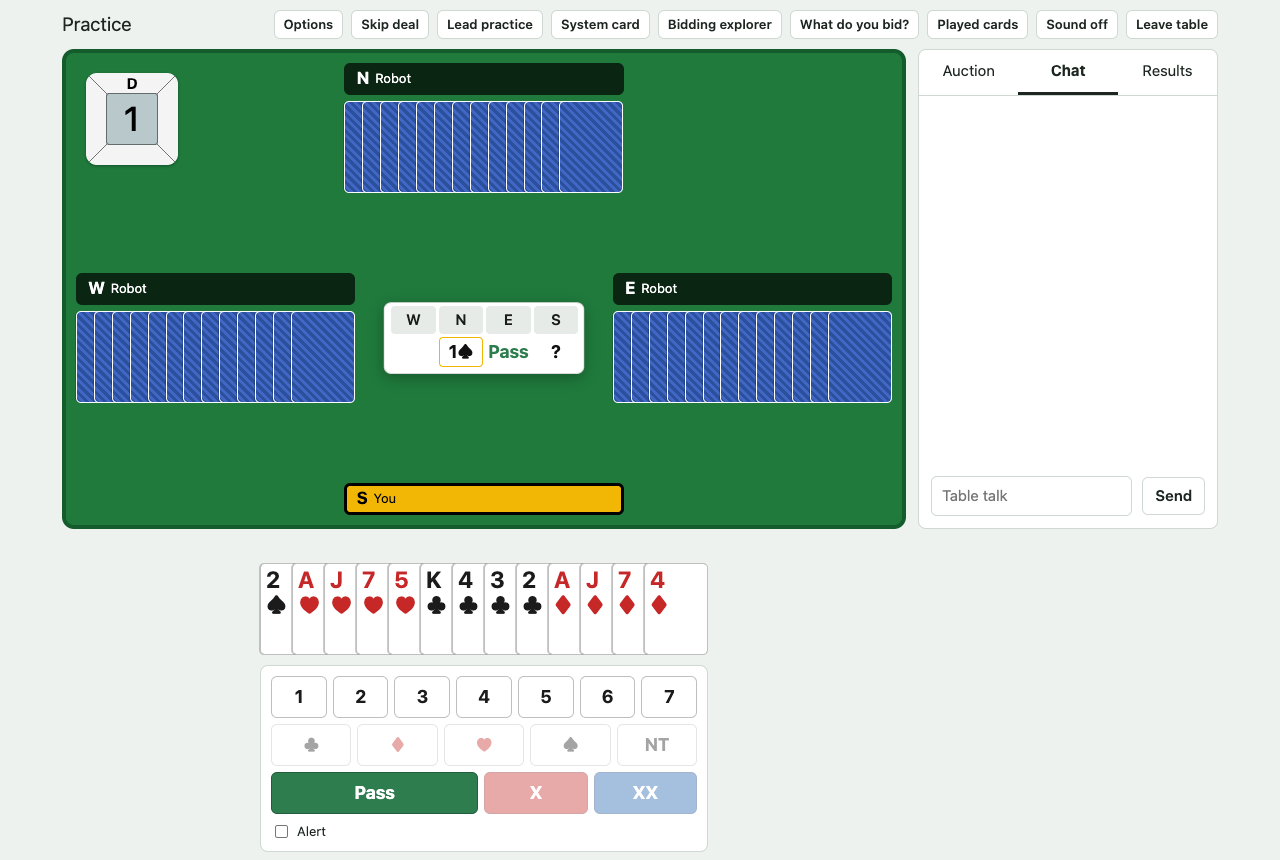 Practice
Options
Skip deal
Lead practice
System card
Bidding explorer
What do you bid?
Played cards
Sound off
Leave table
D
1
N Robot
W Robot
E Robot
W N E S
1♠ Pass ?
S You
Auction
Chat
Results
Table talk
Send
2 A J 7 5 K 4 3 2 A J 7 4
♠ ♥ ♥ ♥ ♥ ♣ ♣ ♣ ♣ ♦ ♦ ♦ ♦
1 2 3 4 5 6 7
♣ ♦ ♥ ♠ NT
Pass X XX
Alert